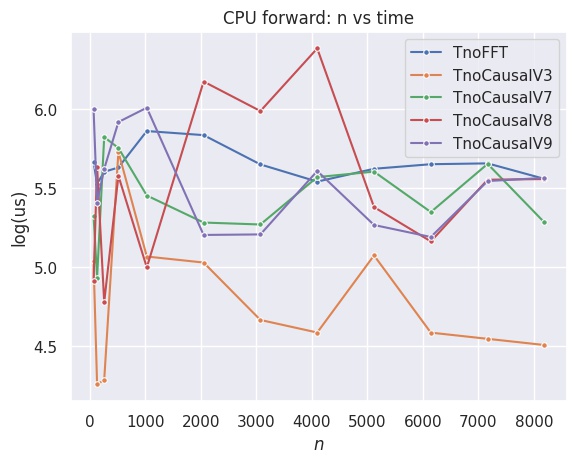 CPU forward: n vs time
TnoFFT
TnoCausalV3
TnoCausalV7
TnoCausalV8
TnoCausalV9
log(us)
6.0
5.5
5.0
4.5
0 1000 2000 3000 4000 5000 6000 7000 8000
n